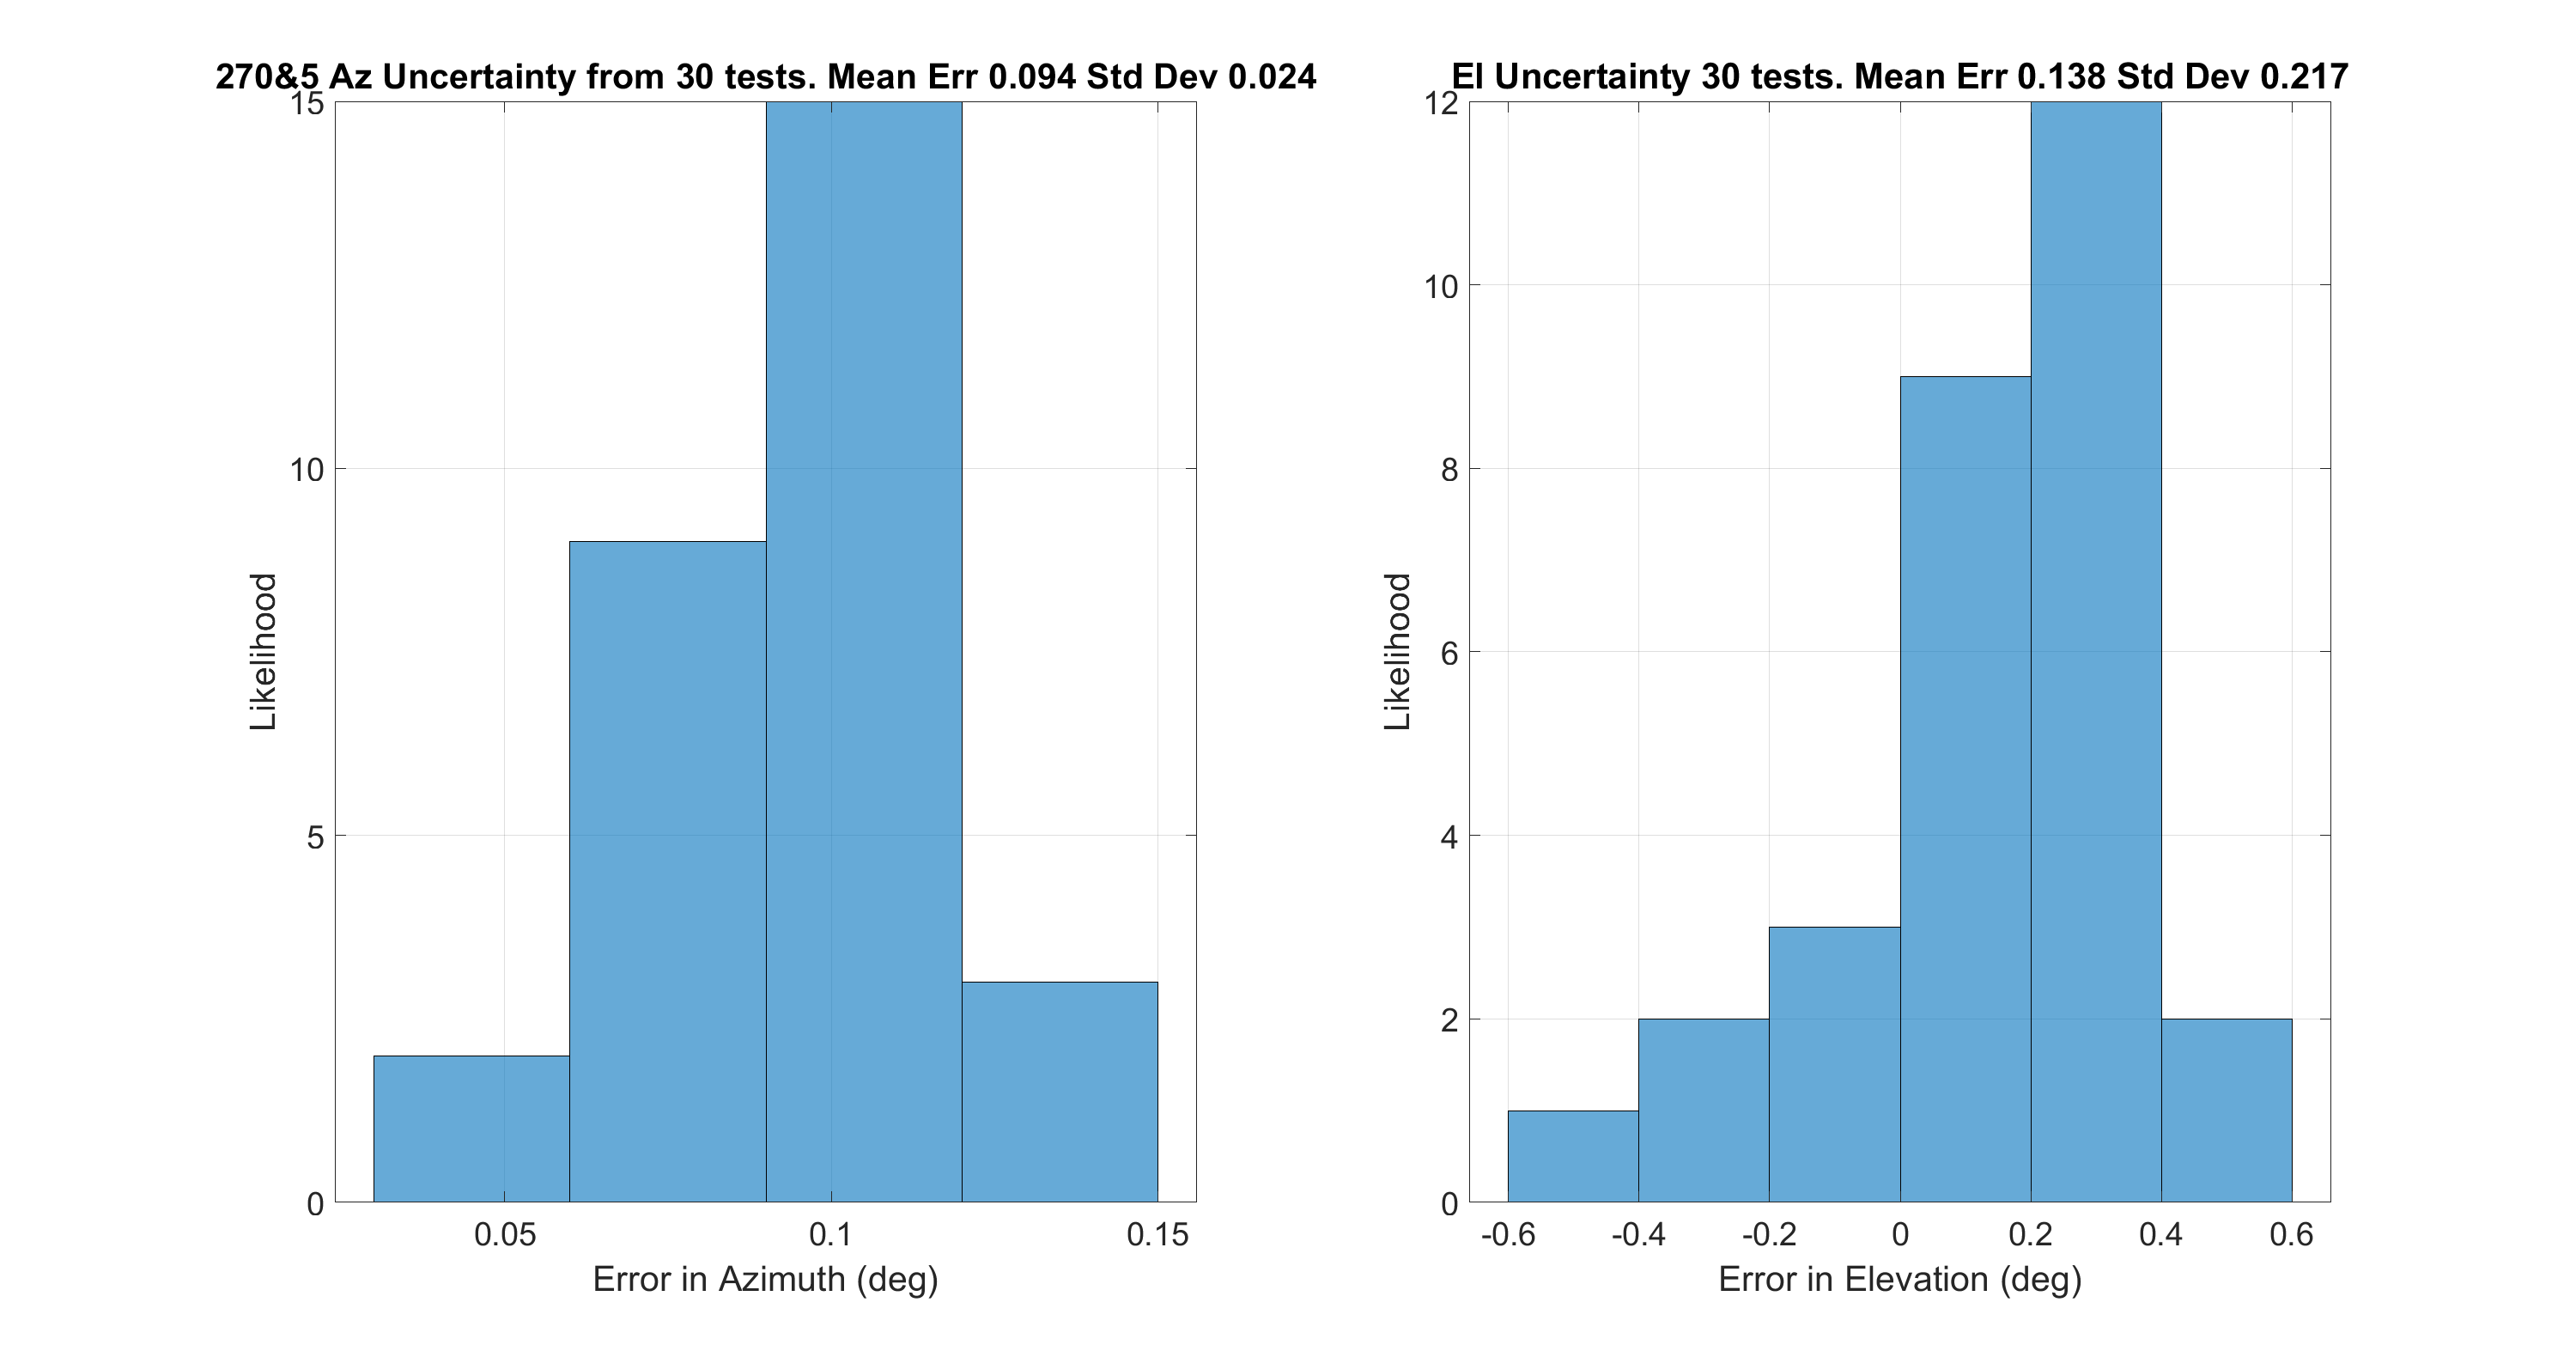 270&5 Az Uncertainty from 30 tests. Mean Err 0.094 Std Dev 0.024
15
10
5
0
Likelihood
0.05 0.1 0.15
Error in Azimuth (deg)
El Uncertainty 30 tests. Mean Err 0.138 Std Dev 0.217
12
10
8
6
4
2
0
Likelihood
-0.6 -0.4 -0.2 0 0.2 0.4 0.6
Error in Elevation (deg)